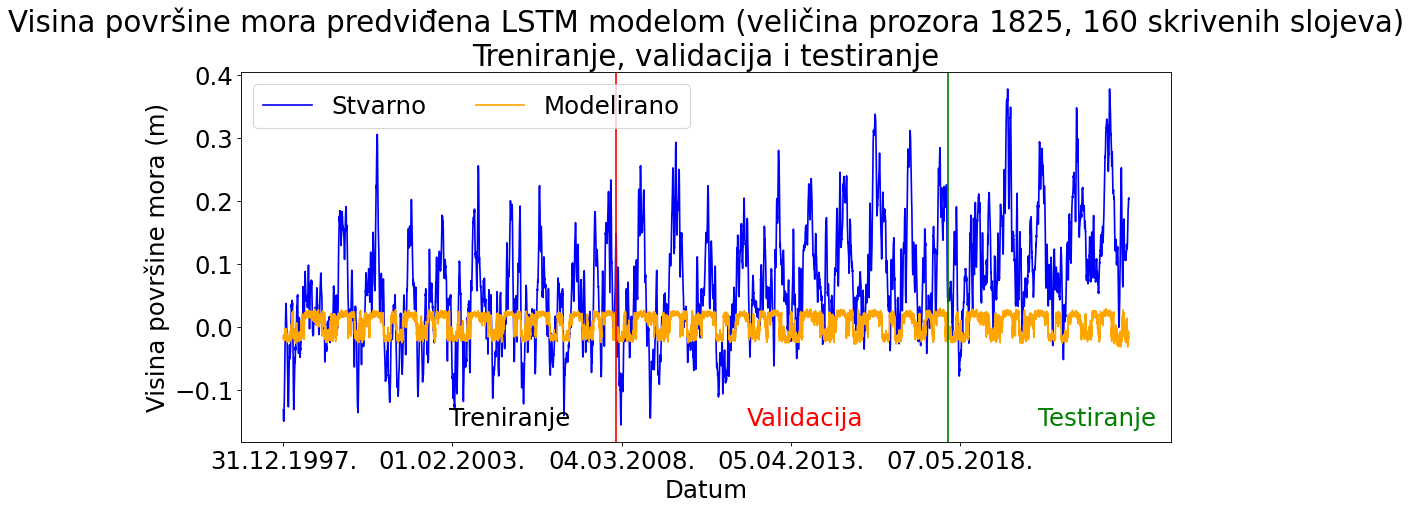 Visina površine mora predviđena LSTM modelom (veličina prozora 1825, 160 skrivenih slojeva)
Treniranje, validacija i testiranje
Stvarno
Modelirano
Visina površine mora (m)
0.4
0.3
0.2
0.1
0.0
−0.1
Treniranje
Validacija
Testiranje
31.12.1997.
01.02.2003.
04.03.2008.
05.04.2013.
07.05.2018.
Datum